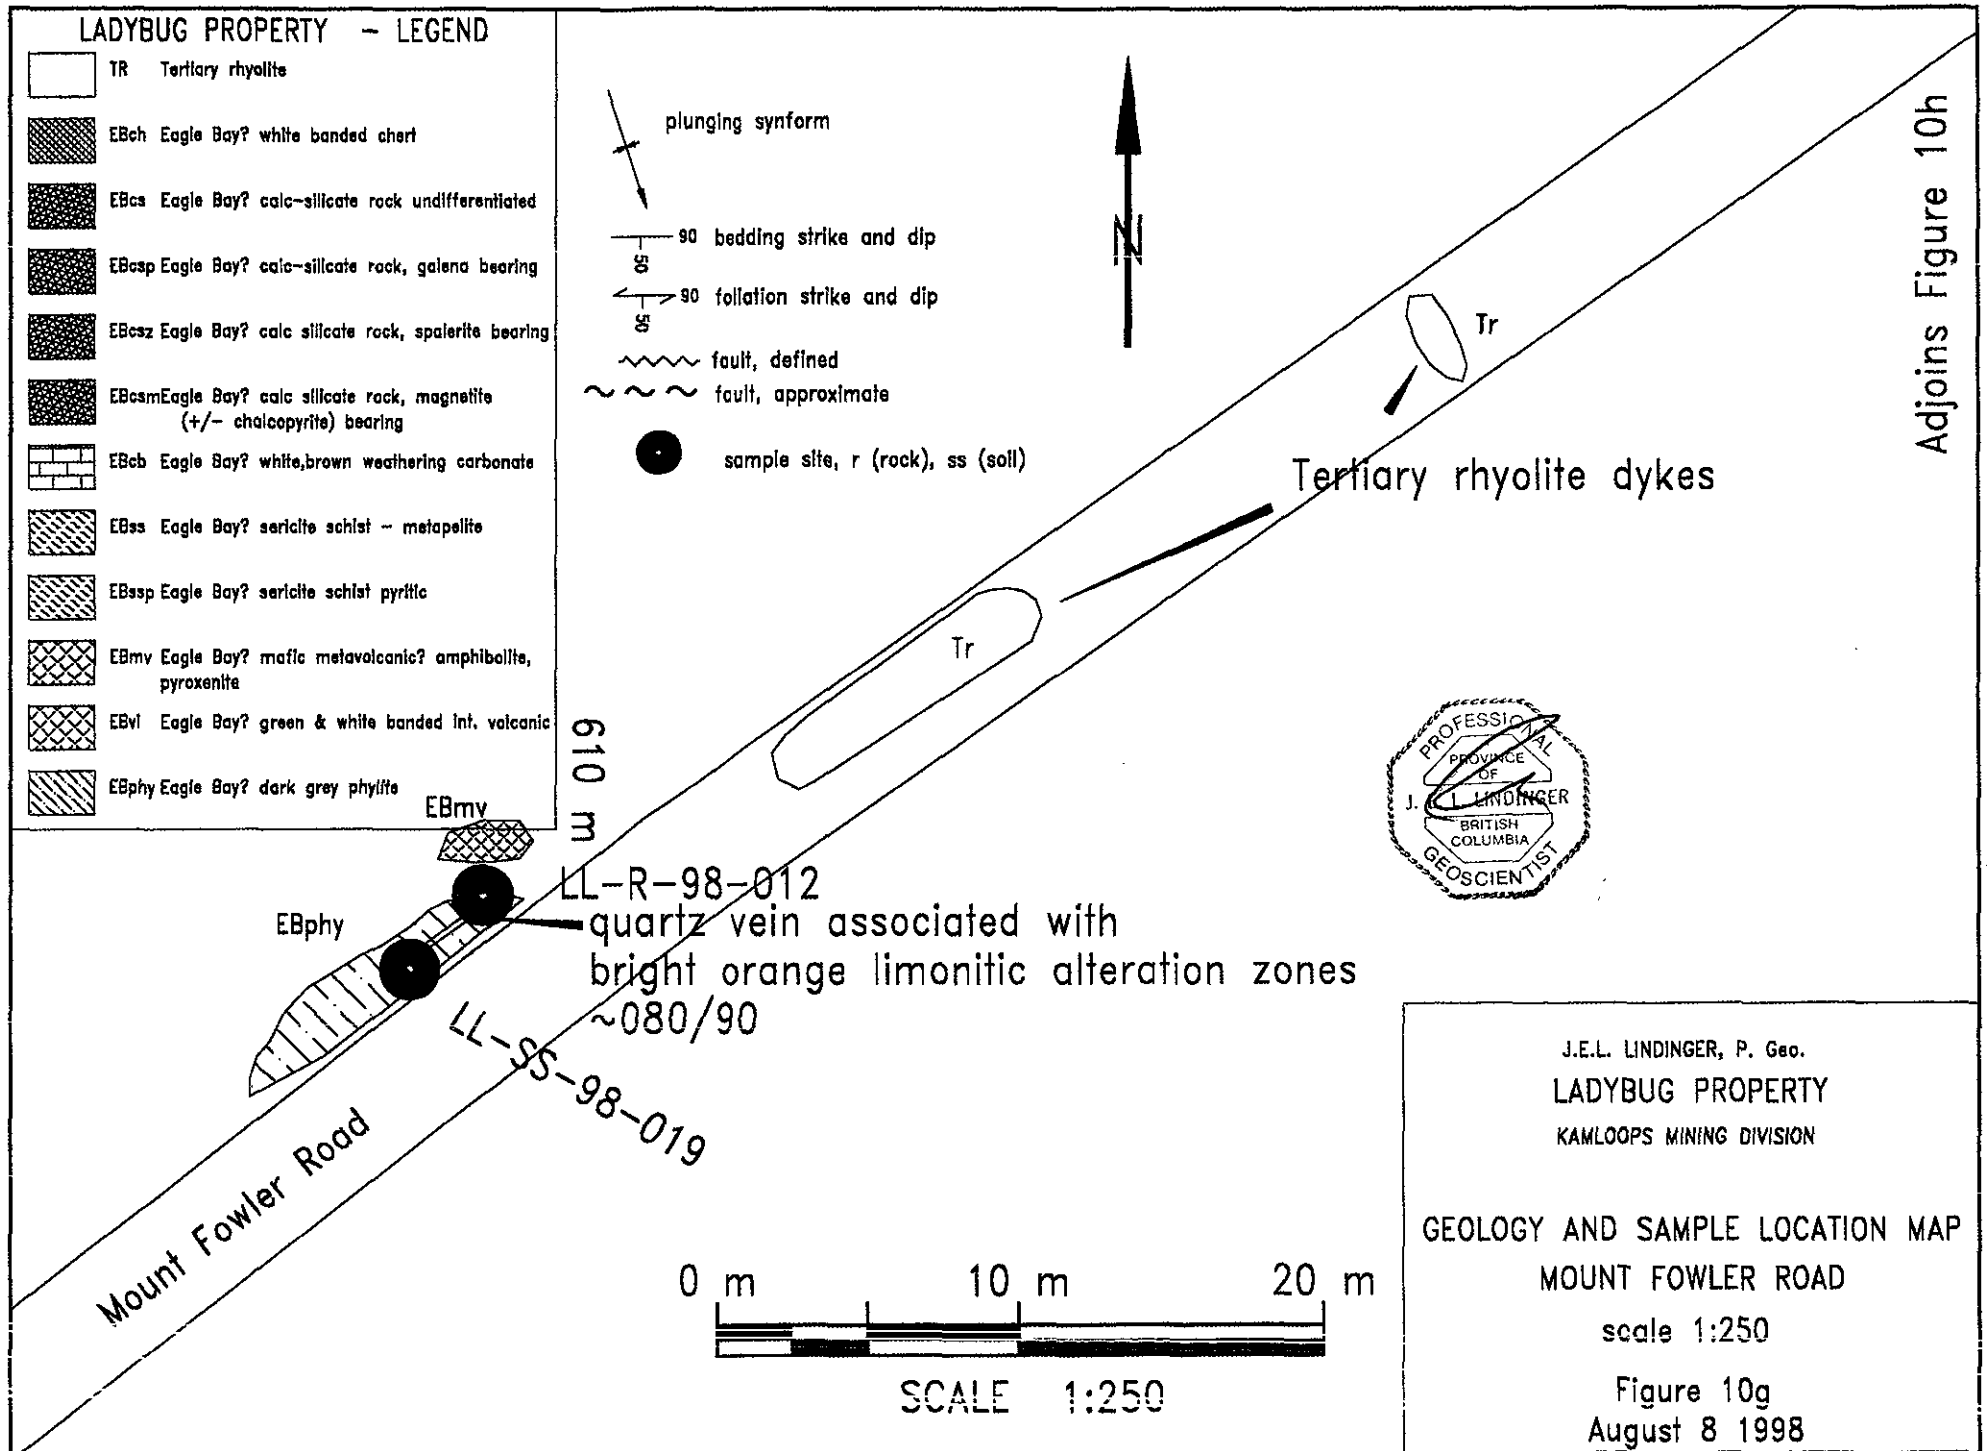 LADYBUG PROPERTY - LEGEND
TR Tertiary rhyolite
EBch Eagle Bay? white banded chert
EBcs Eagle Bay? calc-silicate rock undifferentiated
EBcsp Eagle Bay? calc-silicate rock, galena bearing
EBcsz Eagle Bay? calc silicate rock, spalerite bearing
EBcsm Eagle Bay? calc silicate rock, magnetite
(+/- chalcopyrite) bearing
EBcb Eagle Bay? white,brown weathering carbonate
EBss Eagle Bay? sericite schist - metapelite
EBssp Eagle Bay? sericite schist pyritic
EBmv Eagle Bay? mafic metavolcanic? amphibolite,
pyroxenite
EBvi Eagle Bay? green & white banded int. volcanic
EBphy Eagle Bay? dark grey phylite
plunging synform
90 bedding strike and dip
50
90 foliation strike and dip
50
fault, defined
fault, approximate
sample site, r (rock), ss (soil)
N
Adjoins Figure 10h
Tr
Tertiary rhyolite dykes
Tr
610 m
EBmv
EBphy
LL-R-98-012
quartz vein associated with
bright orange limonitic alteration zones
~080/90
LL-SS-98-019
Mount Fowler Road
PROFESSIONAL
PROVINCE
OF
J. E. L. LINDINGER
BRITISH
COLUMBIA
GEOSCIENTIST
0 m 10 m 20 m
SCALE 1:250
J.E.L. LINDINGER, P. Geo.
LADYBUG PROPERTY
KAMLOOPS MINING DIVISION
GEOLOGY AND SAMPLE LOCATION MAP
MOUNT FOWLER ROAD
scale 1:250
Figure 10g
August 8 1998